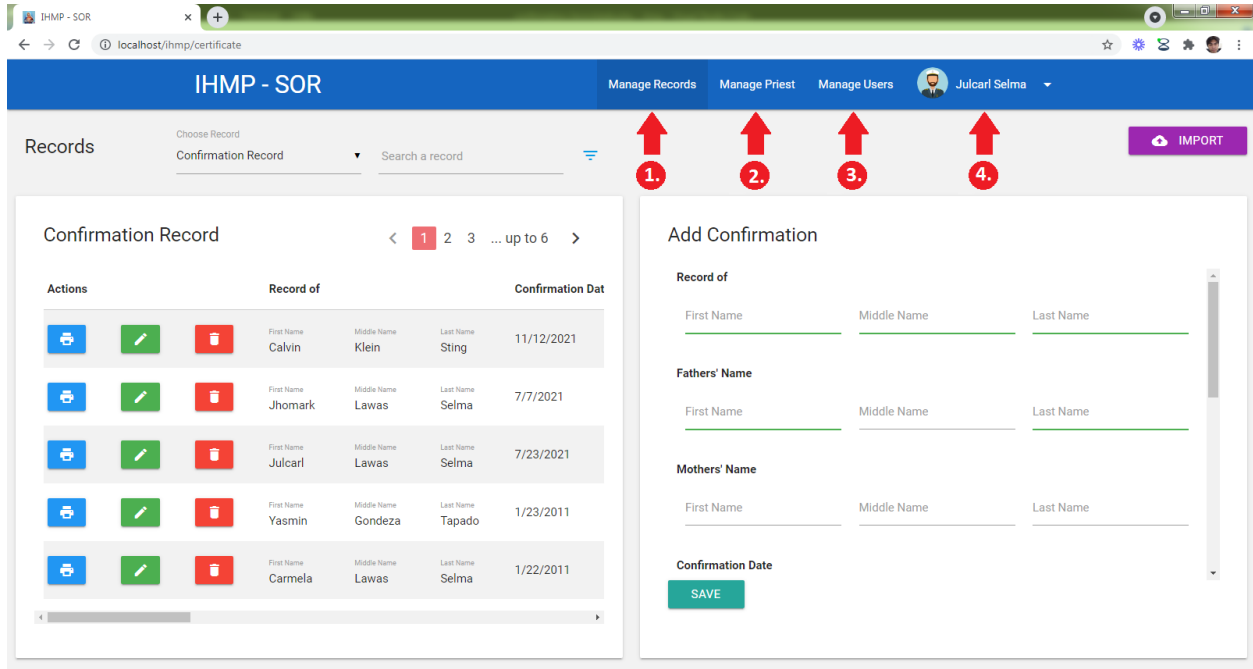 IHMP - SOR
localhost/ihmp/certificate
IHMP - SOR
Manage Records
Manage Priest
Manage Users
Julcarl Selma
1.
2.
3.
4.
Records
Choose Record
Confirmation Record
Search a record
IMPORT
Confirmation Record
1 2 3 ... up to 6
Actions Record of Confirmation Dat
First Name Middle Name Last Name
Calvin Klein Sting 11/12/2021
First Name Middle Name Last Name
Jhomark Lawas Selma 7/7/2021
First Name Middle Name Last Name
Julcarl Lawas Selma 7/23/2021
First Name Middle Name Last Name
Yasmin Gondeza Tapado 1/23/2011
First Name Middle Name Last Name
Carmela Lawas Selma 1/22/2011
Add Confirmation
Record of
First Name Middle Name Last Name
Fathers' Name
First Name Middle Name Last Name
Mothers' Name
First Name Middle Name Last Name
Confirmation Date
SAVE